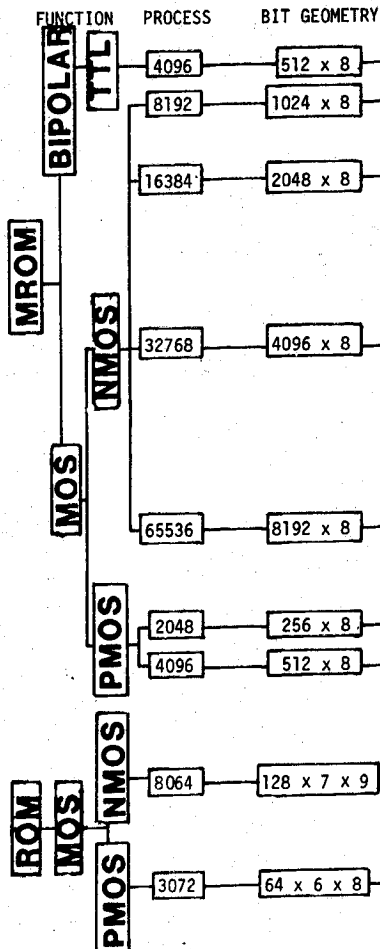 FUNCTION PROCESS BIT GEOMETRY
BIPOLAR
TTL
4096
512 x 8
8192
1024 x 8
16384
2048 x 8
MROM
NMOS
32768
4096 x 8
MOS
65536
8192 x 8
PMOS
2048
256 x 8
4096
512 x 8
ROM
MOS
NMOS
8064
128 x 7 x 9
PMOS
3072
64 x 6 x 8